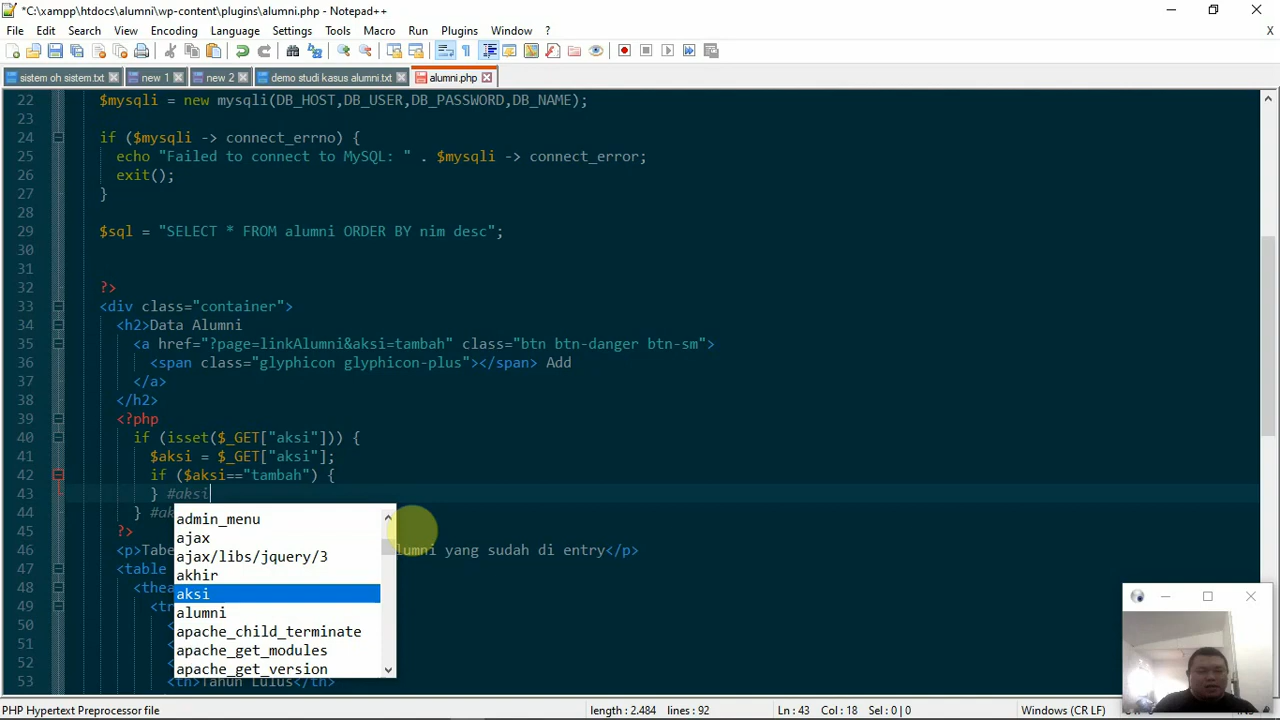 *C:\xampp\htdocs\alumni\wp-content\plugins\alumni.php - Notepad++
File Edit Search View Encoding Language Settings Tools Macro Run Plugins Window ?
X
sistem oh sistem.txt new 1 new 2 demo studi kasus alumni.txt alumni.php
22 $mysqli = new mysqli(DB_HOST,DB_USER,DB_PASSWORD,DB_NAME);
23
24 if ($mysqli -> connect_errno) {
25 echo "Failed to connect to MySQL: " . $mysqli -> connect_error;
26 exit();
27 }
28
29 $sql = "SELECT * FROM alumni ORDER BY nim desc";
30
31
32 ?>
33 <div class="container">
34 <h2>Data Alumni
35 <a href="?page=linkAlumni&aksi=tambah" class="btn btn-danger btn-sm">
36 <span class="glyphicon glyphicon-plus"></span> Add
37 </a>
38 </h2>
39 <?php
40 if (isset($_GET["aksi"])) {
41 $aksi = $_GET["aksi"];
42 if ($aksi=="tambah") {
43 } #aksi
44 } #ak
45 ?>
46 <p>Tabe lumni yang sudah di entry</p>
47 <table
48 <thea
49 <tr
50 <
51 <
52 <
53 <th>Tahun Lulus</th>
admin_menu
ajax
ajax/libs/jquery/3
akhir
aksi
alumni
apache_child_terminate
apache_get_modules
apache_get_version
PHP Hypertext Preprocessor file length : 2.484 lines : 92 Ln : 43 Col : 18 Sel : 0 | 0 Windows (CR LF)